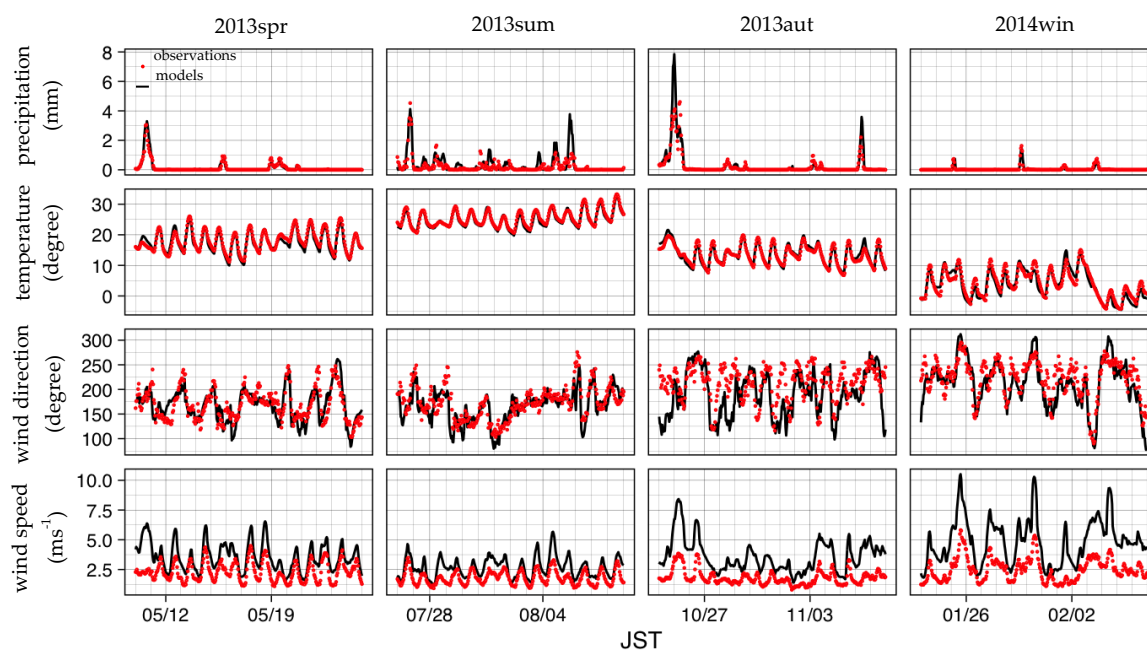 2013spr 2013sum 2013aut 2014win
precipitation
(mm)
8
6
4
2
0
observations
models
temperature
(degree)
30
20
10
0
wind direction
(degree)
300
250
200
150
100
wind speed
(ms⁻¹)
10.0
7.5
5.0
2.5
05/12 05/19 07/28 08/04 10/27 11/03 01/26 02/02
JST